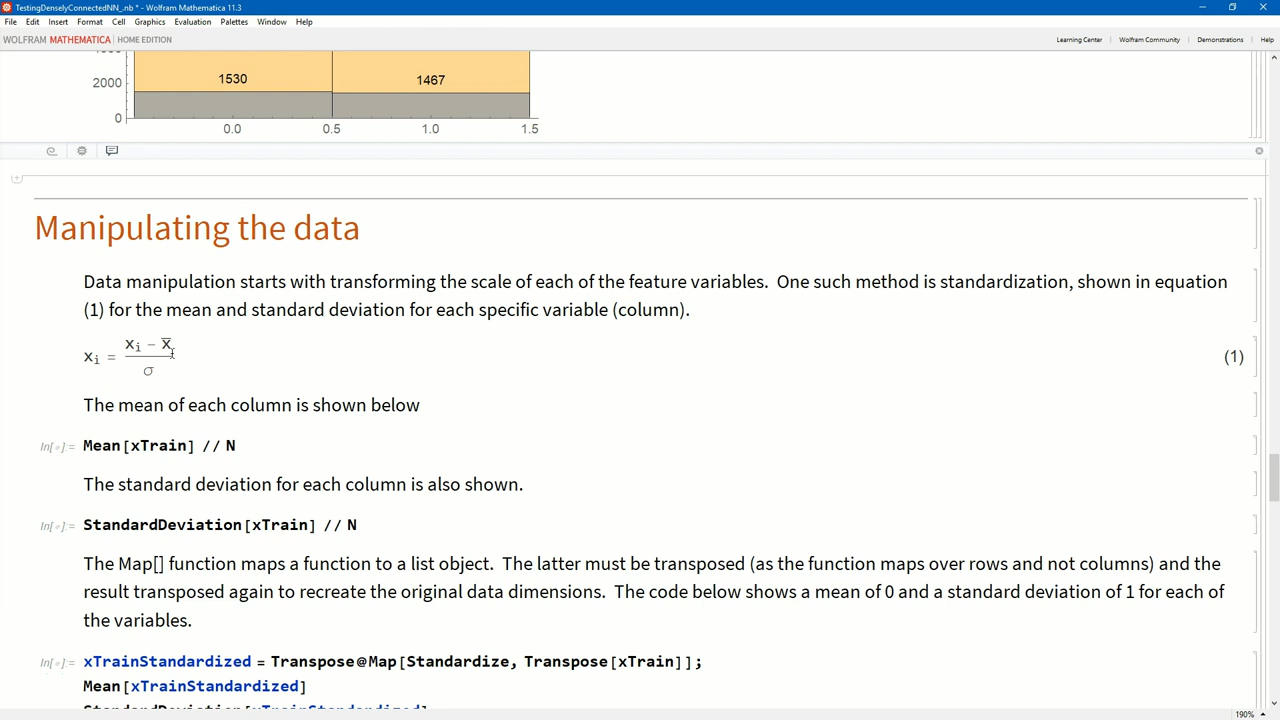 TestingDenselyConnectedNN_.nb * - Wolfram Mathematica 11.3
File Edit Insert Format Cell Graphics Evaluation Palettes Window Help
WOLFRAM MATHEMATICA | HOME EDITION Learning Center | Wolfram Community | Demonstrations | Help
1530 1467
2000
0
0.0 0.5 1.0 1.5
Manipulating the data
Data manipulation starts with transforming the scale of each of the feature variables. One such method is standardization, shown in equation
(1) for the mean and standard deviation for each specific variable (column).
xᵢ = (xᵢ − x̄) / σ (1)
The mean of each column is shown below
In[◦]:= Mean[xTrain] // N
The standard deviation for each column is also shown.
In[◦]:= StandardDeviation[xTrain] // N
The Map[] function maps a function to a list object. The latter must be transposed (as the function maps over rows and not columns) and the
result transposed again to recreate the original data dimensions. The code below shows a mean of 0 and a standard deviation of 1 for each of
the variables.
In[◦]:= xTrainStandardized = Transpose@Map[Standardize, Transpose[xTrain]];
Mean[xTrainStandardized]
StandardDeviation[xTrainStandardized]
190%